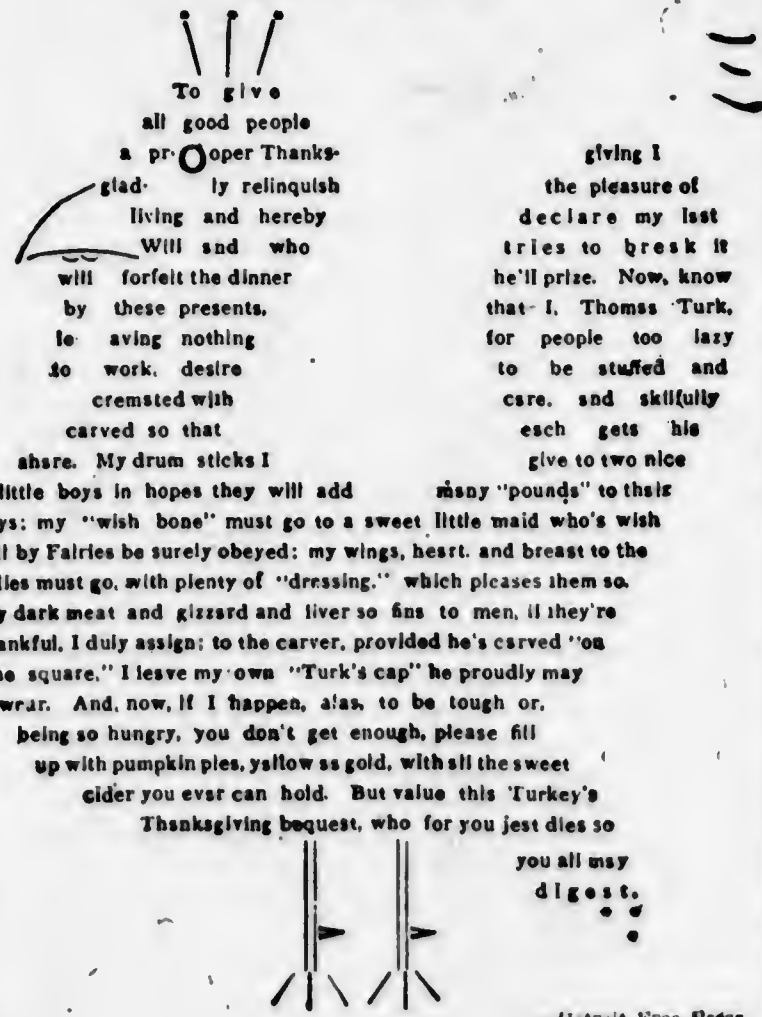 To give
all good people
a pr- oper Thanks- giving I
glad- ly relinquish the pleasure of
living and hereby declare my last
Will and who tries to break it
will forfeit the dinner he'll prize. Now, know
by these presents, that I, Thomas Turk,
le- aving nothing for people too lazy
to work, desire to be stuffed and
cremated with care, and skilfully
carved so that each gets his
share. My drum sticks I give to two nice
little boys in hopes they will add many "pounds" to their
ys; my "wish bone" must go to a sweet little maid who's wish
l by Fairies be surely obeyed; my wings, heart, and breast to the
dies must go, with plenty of "dressing," which pleases them so.
y dark meat and gizzard and liver so fine to men, if they're
ankful, I duly assign; to the carver, provided he's carved "on
he square," I leave my own "Turk's cap" he proudly may
wear. And, now, if I happen, alas, to be tough or,
being so hungry, you don't get enough, please fill
up with pumpkin pies, yellow as gold, with all the sweet
cider you ever can hold. But value this Turkey's
Thanksgiving bequest, who for you jest dies so
you all may
digest.
Detroit Free Press